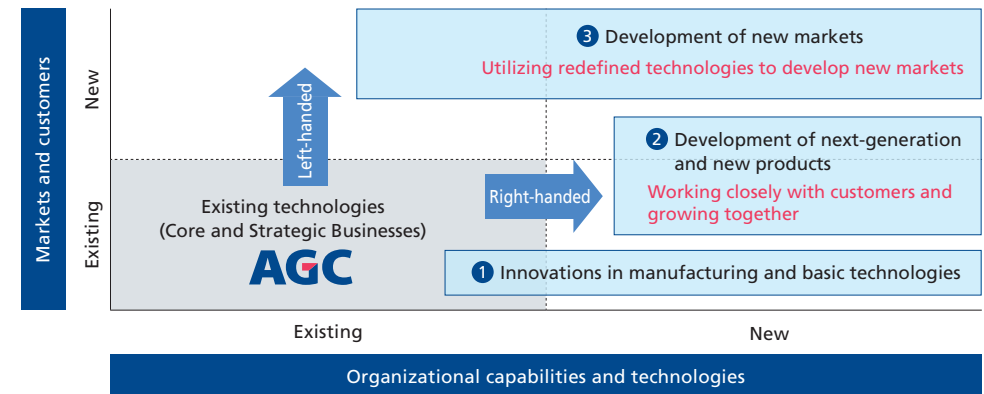 Markets and customers
New
Existing
3 Development of new markets
Utilizing redefined technologies to develop new markets
Left-handed
2 Development of next-generation
and new products
Working closely with customers and
growing together
Right-handed
Existing technologies
(Core and Strategic Businesses)
AGC
1 Innovations in manufacturing and basic technologies
Existing
New
Organizational capabilities and technologies